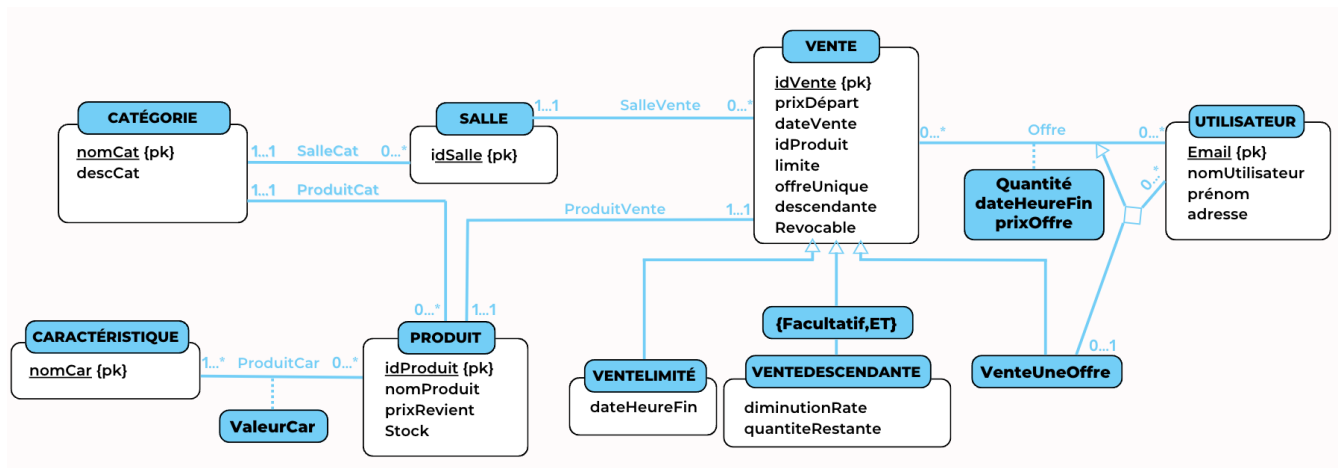 VENTE
idVente {pk}
prixDépart
dateVente
idProduit
limite
offreUnique
descendante
Revocable
CATÉGORIE
nomCat {pk}
descCat
1...1 SalleCat 0...*
1...1 ProduitCat
SALLE
idSalle {pk}
1...1 SalleVente 0...*
ProduitVente 1...1
0...* Offre 0...*
Quantité
dateHeureFin
prixOffre
0...*
UTILISATEUR
Email {pk}
nomUtilisateur
prénom
adresse
0...* 1...1
CARACTÉRISTIQUE
nomCar {pk}
1...* ProduitCar 0...*
ValeurCar
PRODUIT
idProduit {pk}
nomProduit
prixRevient
Stock
{Facultatif,ET}
VENTELIMITÉ
dateHeureFin
VENTEDESCENDANTE
diminutionRate
quantiteRestante
0...1
VenteUneOffre